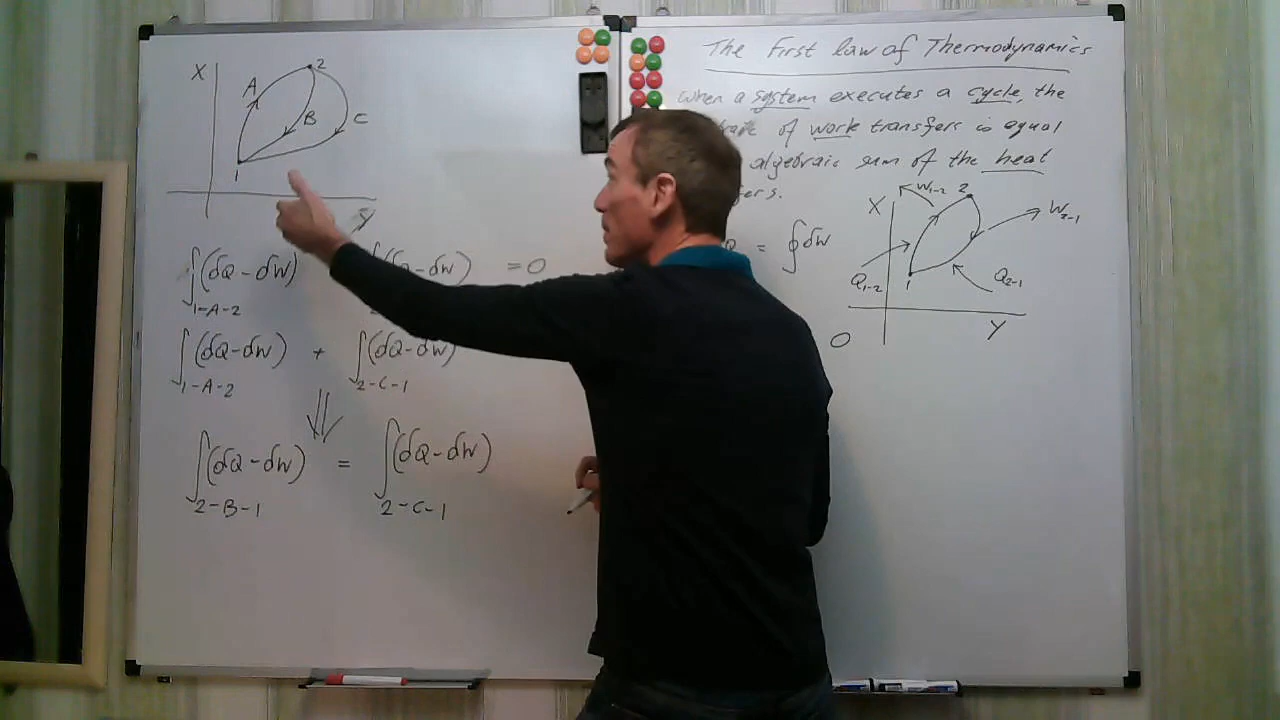 X
2
A
B
C
1
y
∫(đQ-đW) ∫(đQ-đW) = 0
1-A-2
∫(đQ-đW) + ∫(đQ-đW)
1-A-2 2-C-1
∫(đQ-đW) = ∫(đQ-đW)
2-B-1 2-C-1
The First law of Thermodynamics
When a system executes a cycle, the
of work transfers is equal
algebraic sum of the heat
= ∮đW
X
W1-2
2
W2-1
Q1-2
1
Q2-1
Y
0